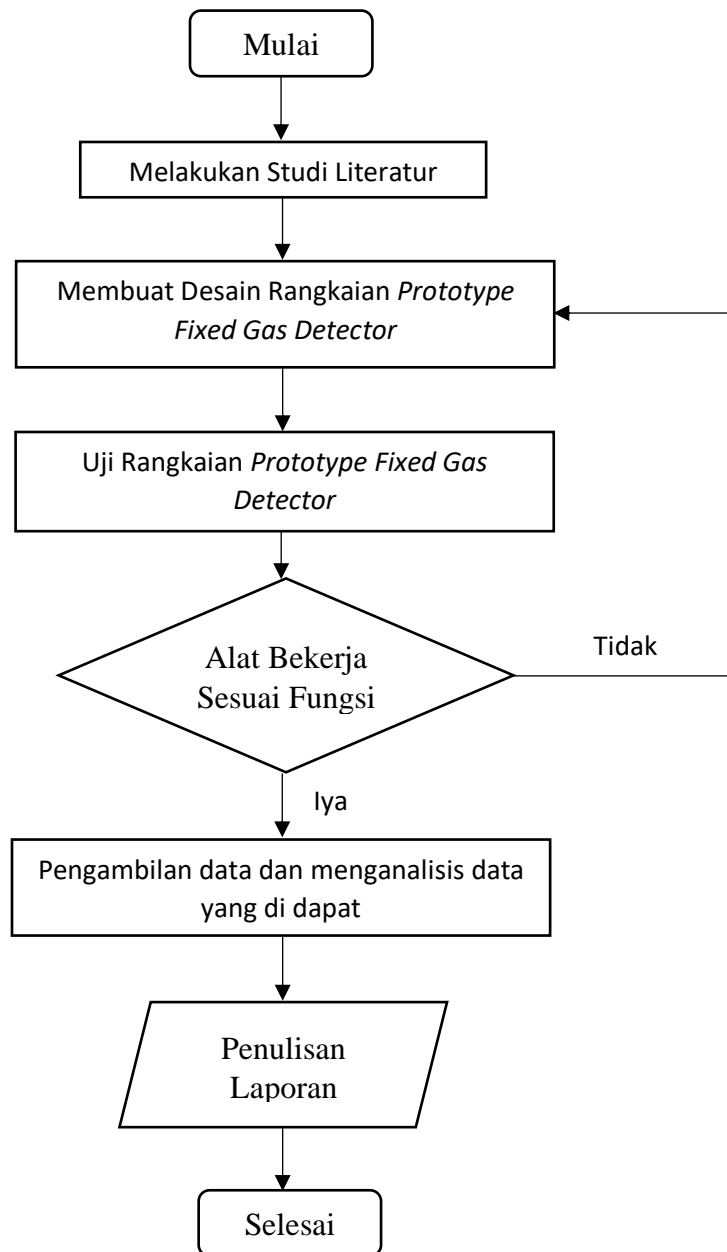 Mulai
Melakukan Studi Literatur
Membuat Desain Rangkaian Prototype
Fixed Gas Detector
Uji Rangkaian Prototype Fixed Gas
Detector
Alat Bekerja
Sesuai Fungsi
Tidak
Iya
Pengambilan data dan menganalisis data
yang di dapat
Penulisan
Laporan
Selesai